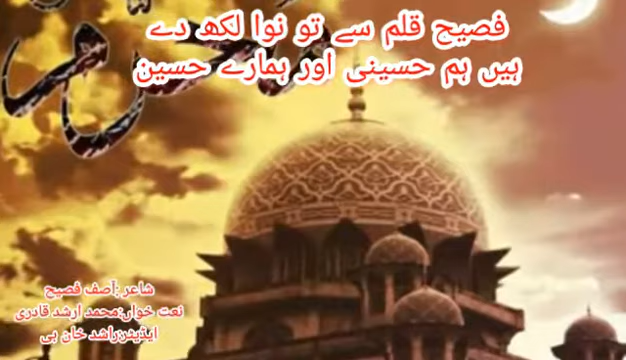 فصیح قلم سے تو نوا لکھ دے
ہیں ہم حسینی اور ہمارے حسین
شاعر :آصف فصیح
نعت خواں:محمد ارشد قادری
ایڈیٹر:راشد خان بی